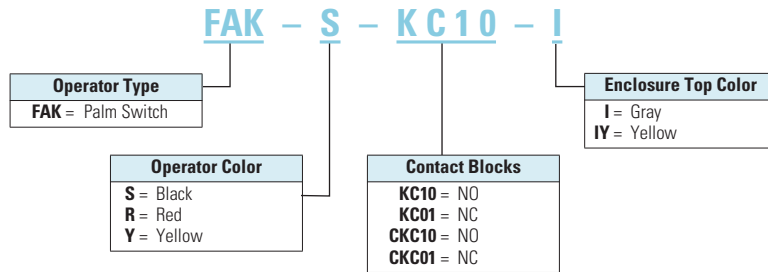 FAK – S – KC10 – I
Operator Type
FAK = Palm Switch
Enclosure Top Color
I = Gray
IY = Yellow
Operator Color
S = Black
R = Red
Y = Yellow
Contact Blocks
KC10 = NO
KC01 = NC
CKC10 = NO
CKC01 = NC